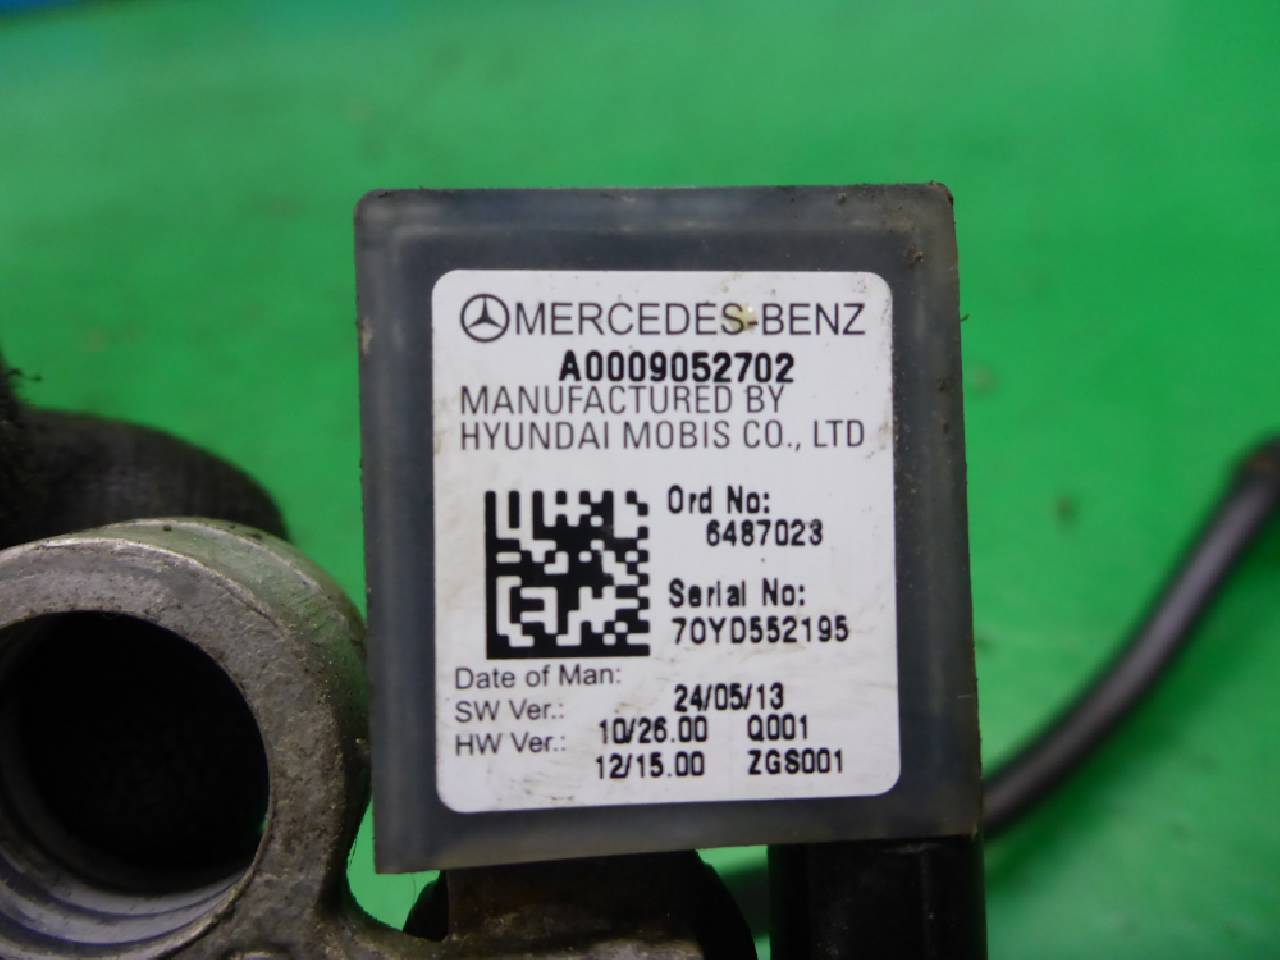 MERCEDES-BENZ
A0009052702
MANUFACTURED BY
HYUNDAI MOBIS CO., LTD
Ord No:
6487023
Serial No:
70YD552195
Date of Man:
24/05/13
SW Ver.:
10/26.00 Q001
HW Ver.:
12/15.00 ZGS001